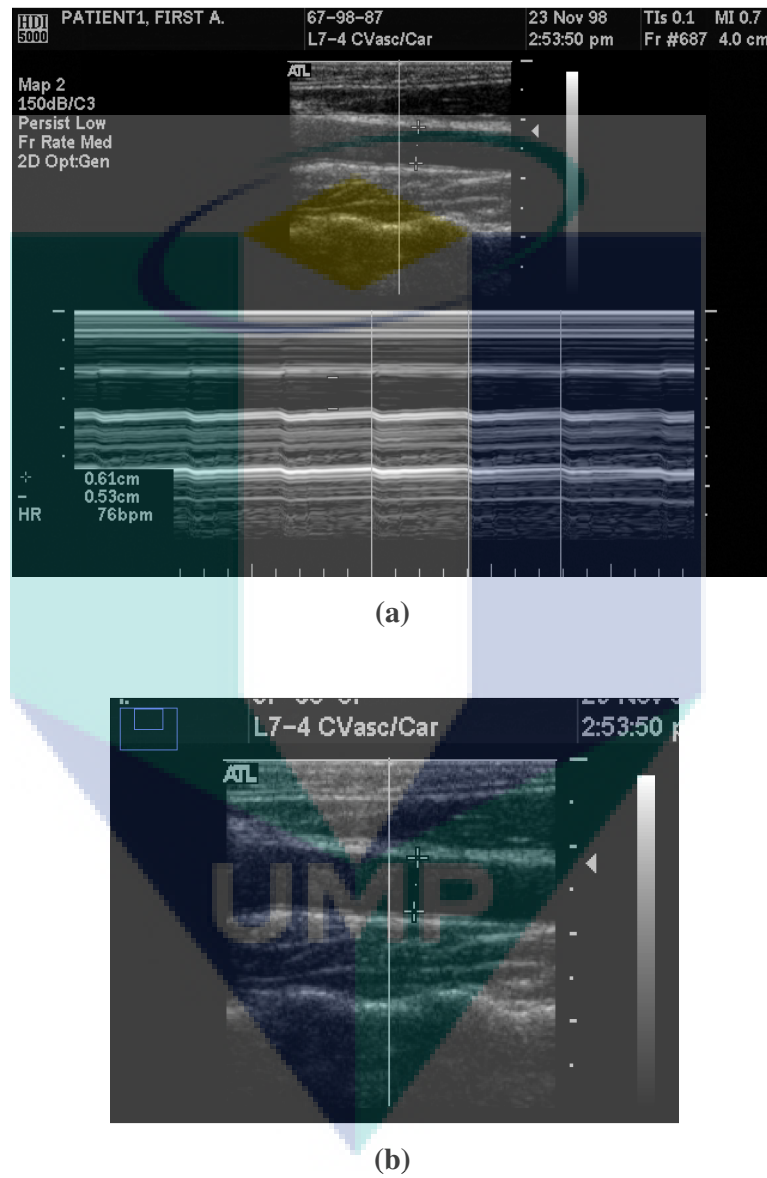 HDI 5000
PATIENT1, FIRST A. 67-98-87 23 Nov 98 TIs 0.1 MI 0.7
L7-4 CVasc/Car 2:53:50 pm Fr #687 4.0 cm
ATL
Map 2
150dB/C3
Persist Low
Fr Rate Med
2D Opt:Gen
0.61cm
0.53cm
HR 76bpm
(a)
L7-4 CVasc/Car 2:53:50
ATL
UMP
(b)